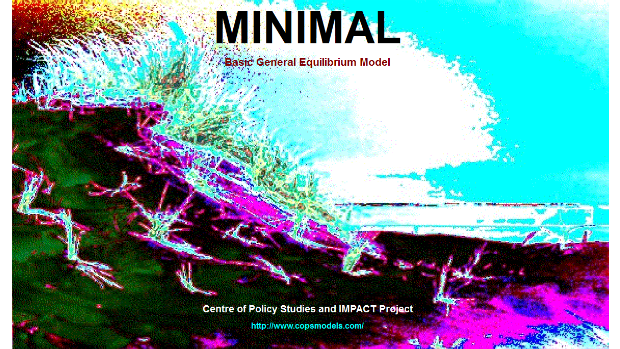 MINIMAL
Basic General Equilibrium Model
Centre of Policy Studies and IMPACT Project
http://www.copsmodels.com/